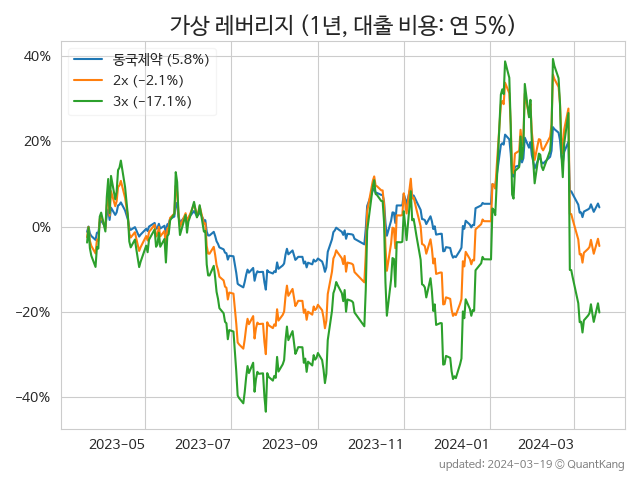 가상 레버리지 (1년, 대출 비용: 연 5%)
동국제약 (5.8%)
2x (−2.1%)
3x (−17.1%)
40%
20%
0%
−20%
−40%
2023-05
2023-07
2023-09
2023-11
2024-01
2024-03
updated: 2024-03-19 © QuantKang